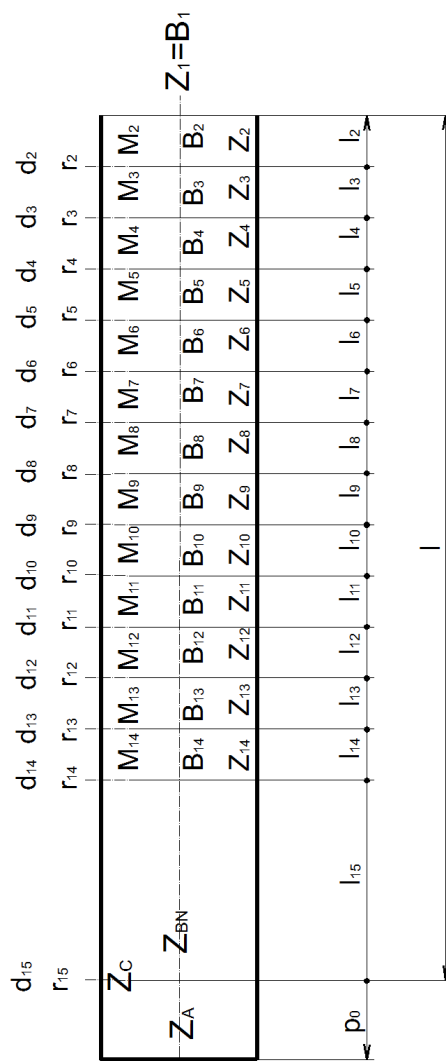 d15 d14 d13 d12 d11 d10 d9 d8 d7 d6 d5 d4 d3 d2
r15 r14 r13 r12 r11 r10 r9 r8 r7 r6 r5 r4 r3 r2
ZC M14 M13 M12 M11 M10 M9 M8 M7 M6 M5 M4 M3 M2
ZA ZBN B14 B13 B12 B11 B10 B9 B8 B7 B6 B5 B4 B3 B2 Z1=B1
Z14 Z13 Z12 Z11 Z10 Z9 Z8 Z7 Z6 Z5 Z4 Z3 Z2
p0 l15 l14 l13 l12 l11 l10 l9 l8 l7 l6 l5 l4 l3 l2
l